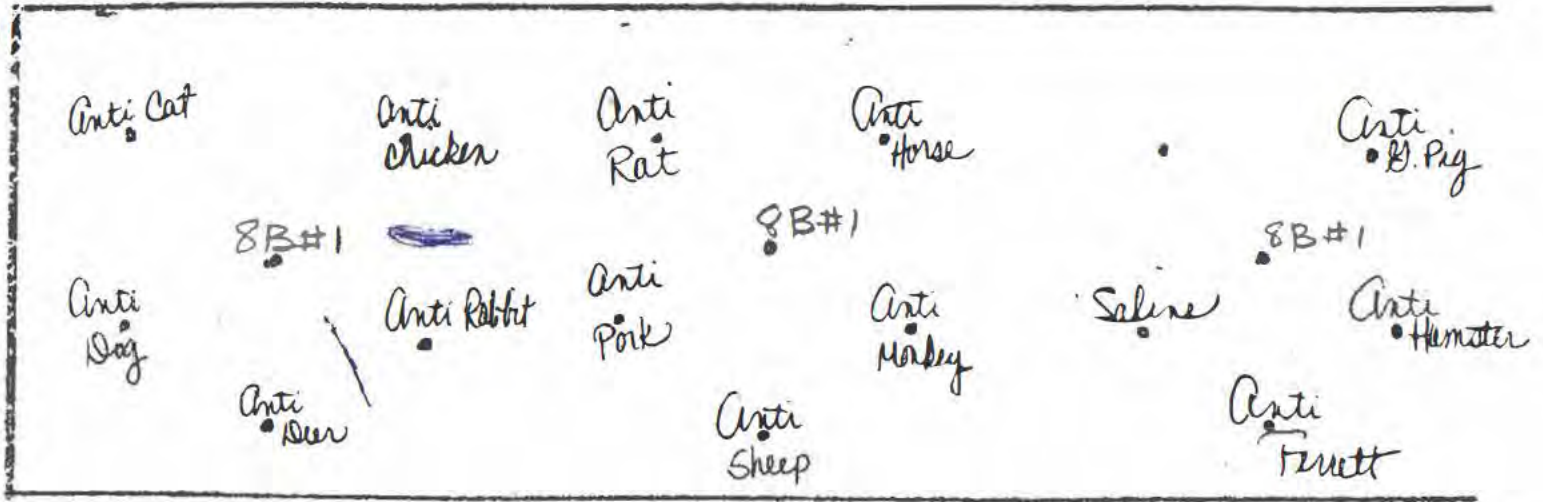 Anti Cat
Anti
Chicken
Anti
Rat
Anti
Horse
Anti
G. Pig
8B#1
8B#1
8B#1
Anti
Dog
Anti Rabbit
Anti
Pork
Anti
Monkey
Saline
Anti
Hamster
Anti
Deer
Anti
Sheep
Anti
Ferrett